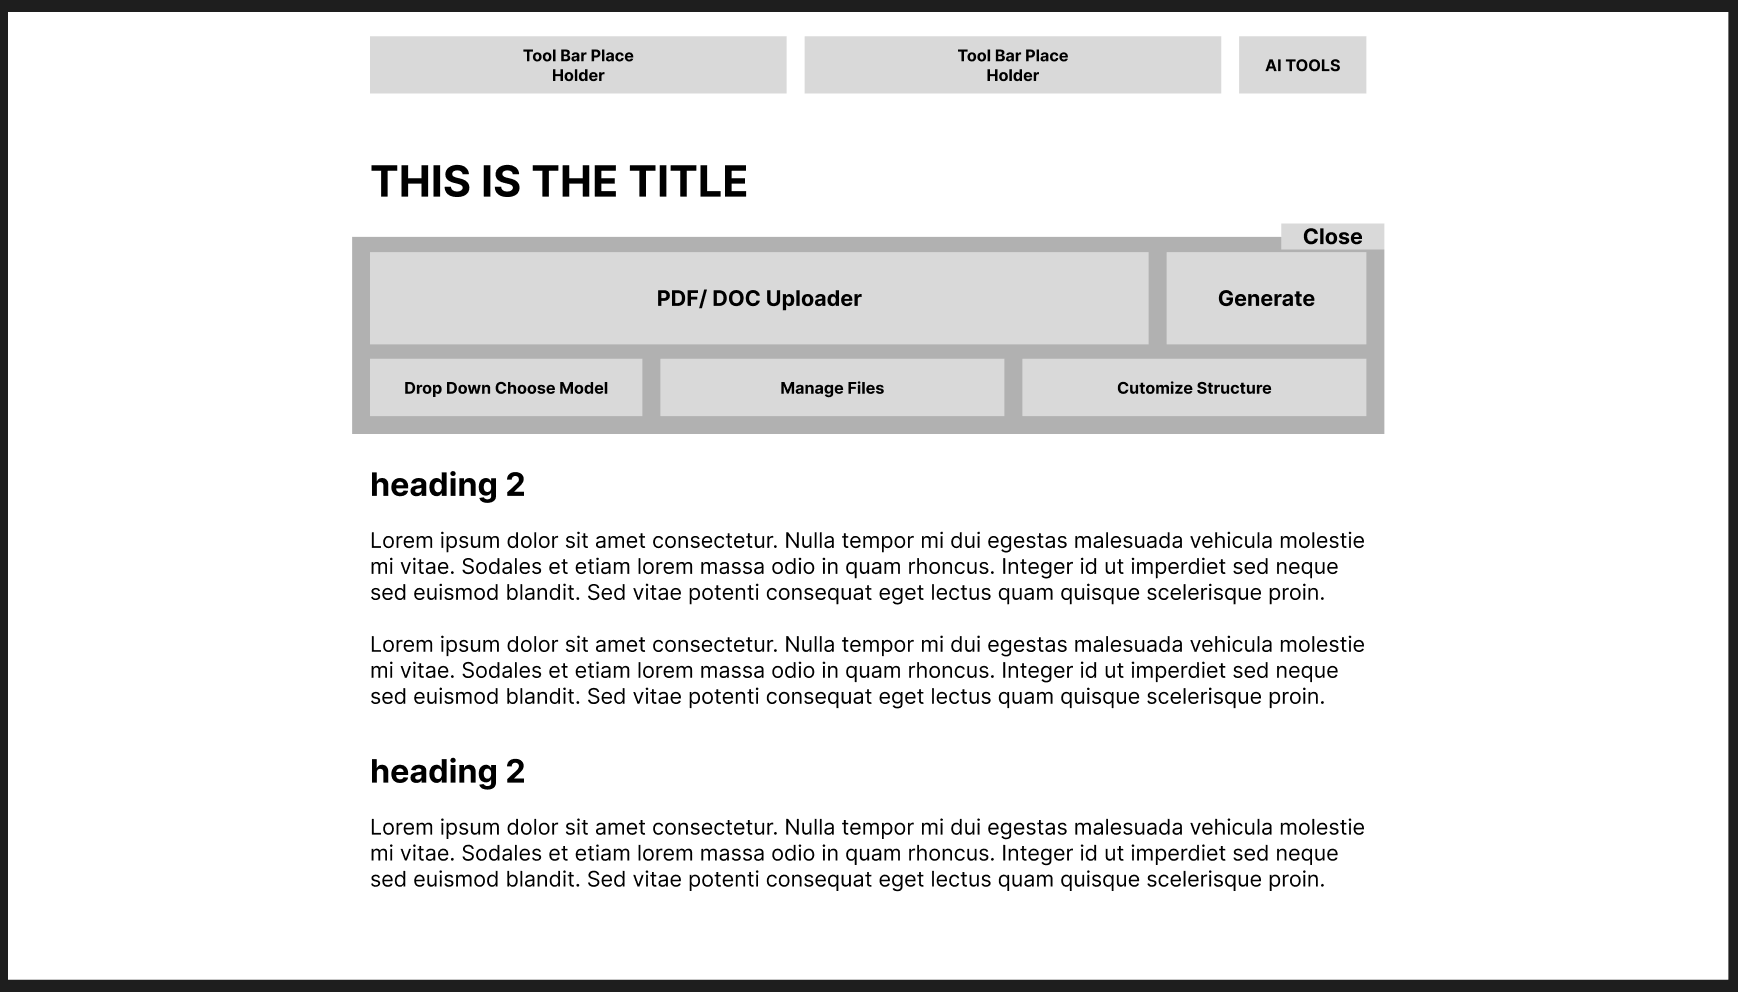 Tool Bar Place
Holder
Tool Bar Place
Holder
AI TOOLS
THIS IS THE TITLE
Close
PDF/ DOC Uploader
Generate
Drop Down Choose Model
Manage Files
Cutomize Structure
heading 2
Lorem ipsum dolor sit amet consectetur. Nulla tempor mi dui egestas malesuada vehicula molestie
mi vitae. Sodales et etiam lorem massa odio in quam rhoncus. Integer id ut imperdiet sed neque
sed euismod blandit. Sed vitae potenti consequat eget lectus quam quisque scelerisque proin.
Lorem ipsum dolor sit amet consectetur. Nulla tempor mi dui egestas malesuada vehicula molestie
mi vitae. Sodales et etiam lorem massa odio in quam rhoncus. Integer id ut imperdiet sed neque
sed euismod blandit. Sed vitae potenti consequat eget lectus quam quisque scelerisque proin.
heading 2
Lorem ipsum dolor sit amet consectetur. Nulla tempor mi dui egestas malesuada vehicula molestie
mi vitae. Sodales et etiam lorem massa odio in quam rhoncus. Integer id ut imperdiet sed neque
sed euismod blandit. Sed vitae potenti consequat eget lectus quam quisque scelerisque proin.